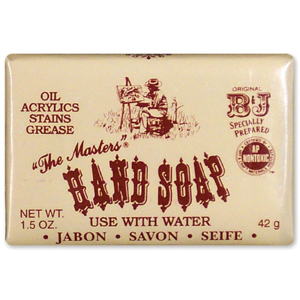 OIL
ACRYLICS
STAINS
GREASE
ORIGINAL
B&J
SPECIALLY
PREPARED
AP
NONTOXIC
"The Masters"®
HAND SOAP
NET WT.
1.5 OZ.
USE WITH WATER
42 g
• JABON • SAVON • SEIFE •